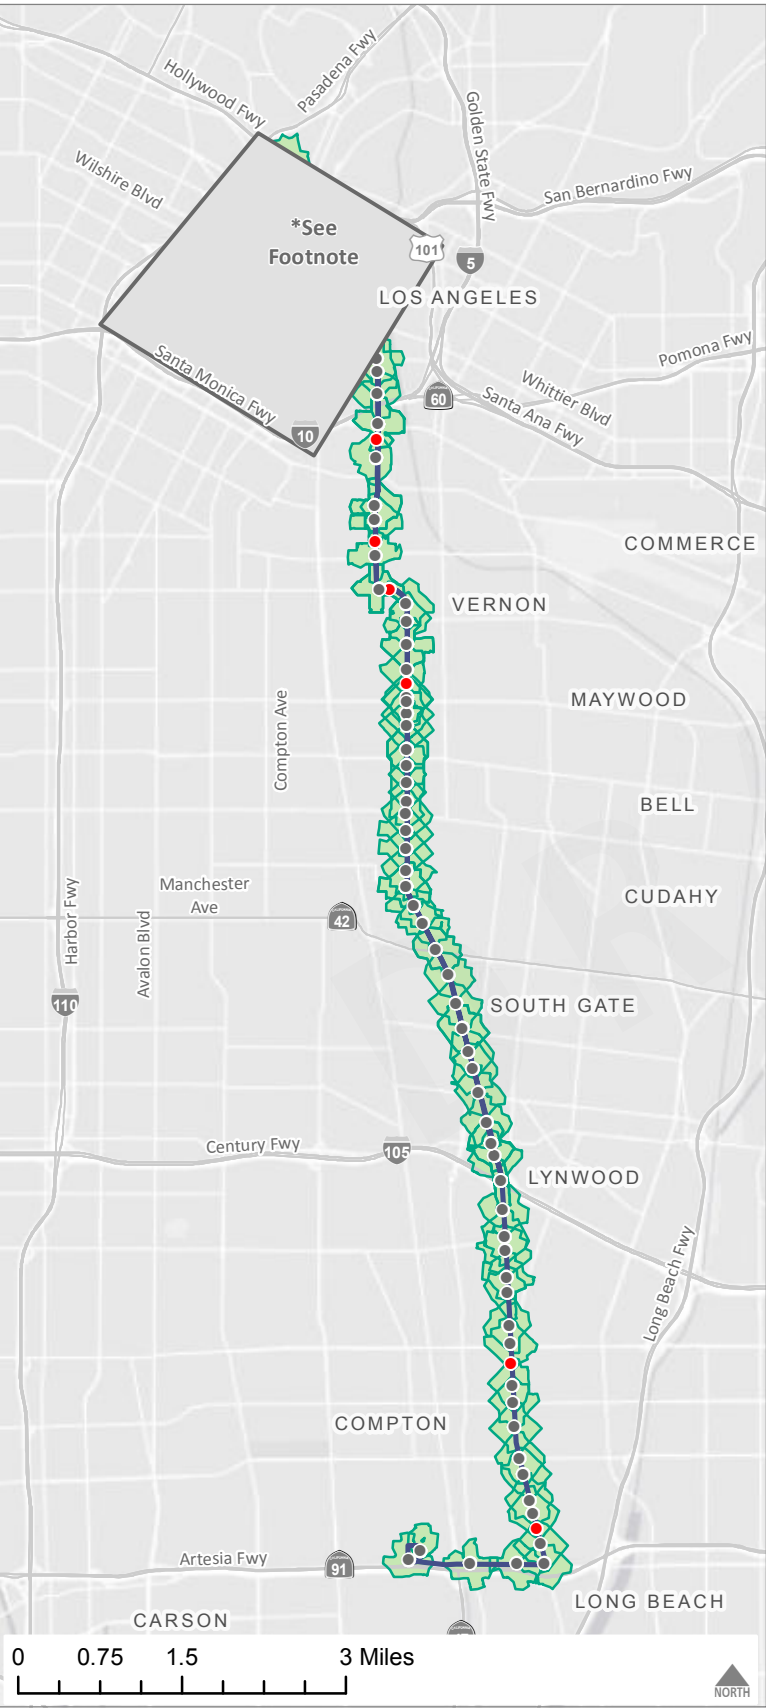 Hollywood Fwy
Pasadena Fwy
Golden State Fwy
Wilshire Blvd
San Bernardino Fwy
*See
Footnote
101
5
LOS ANGELES
Santa Monica Fwy
10
Pomona Fwy
CALIFORNIA
60
Whittier Blvd
Santa Ana Fwy
COMMERCE
VERNON
MAYWOOD
Compton Ave
BELL
Manchester
Ave
CUDAHY
Harbor Fwy
Avalon Blvd
CALIFORNIA
42
110
SOUTH GATE
Century Fwy
105
LYNWOOD
Long Beach Fwy
COMPTON
Artesia Fwy
CALIFORNIA
91
LONG BEACH
CARSON
0 0.75 1.5 3 Miles
NORTH